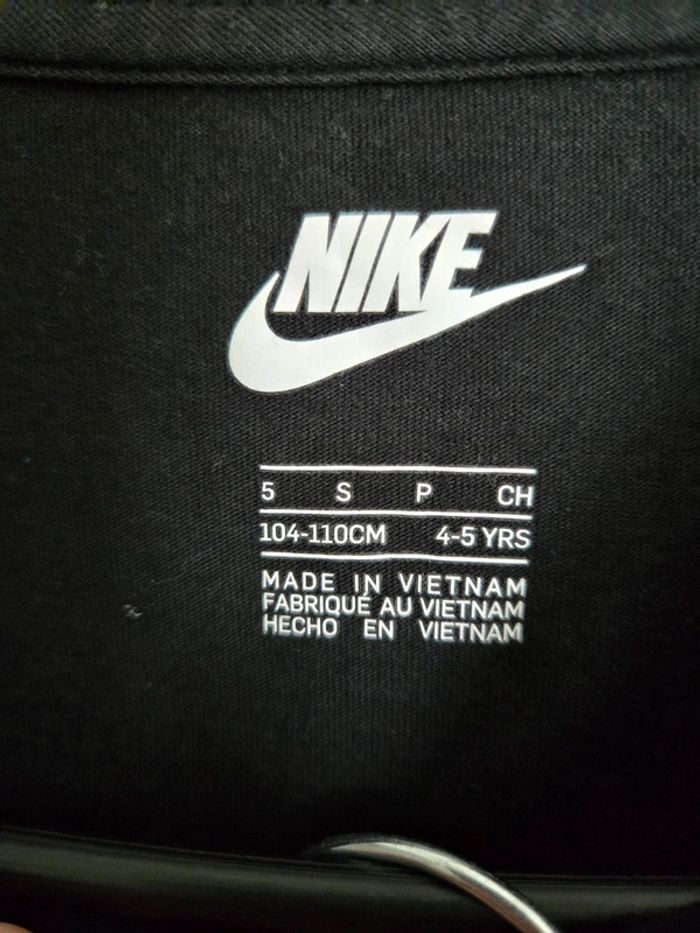 NIKE
5 S P CH
104-110CM 4-5 YRS
MADE IN VIETNAM
FABRIQUÉ AU VIETNAM
HECHO EN VIETNAM